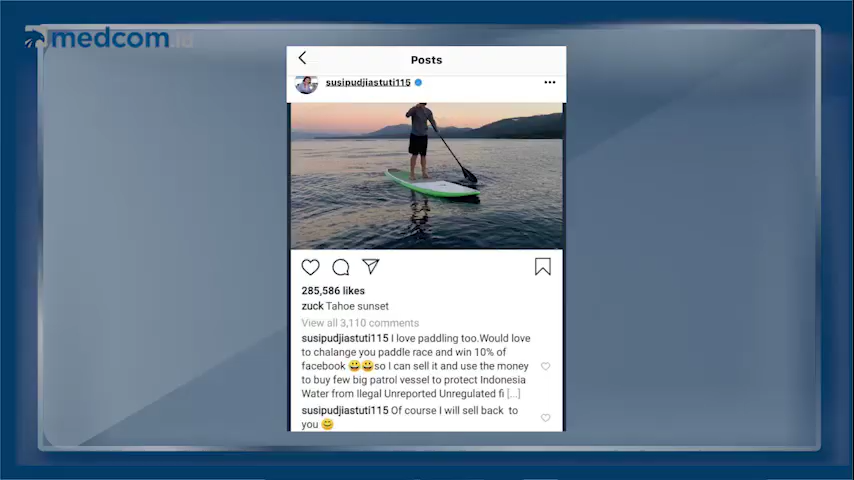 medcom.id
Posts
susipudjiastuti115
285,586 likes
zuck Tahoe sunset
View all 3,110 comments
susipudjiastuti115 I love paddling too.Would love
to chalange you paddle race and win 10% of
facebook 😀😀so I can sell it and use the money
to buy few big patrol vessel to protect Indonesia
Water from Ilegal Unreported Unregulated fi [...]
susipudjiastuti115 Of course I will sell back to
you 😊